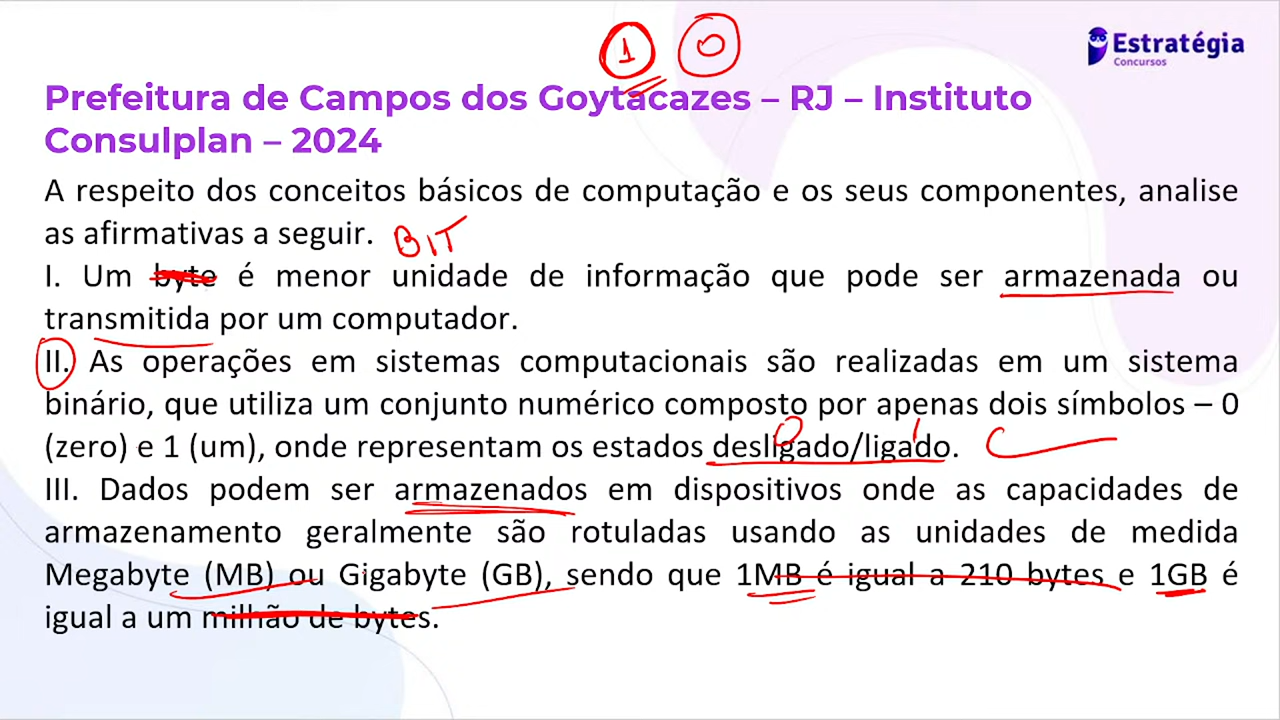 1 0
Estratégia
Concursos
Prefeitura de Campos dos Goytacazes – RJ – Instituto
Consulplan – 2024
A respeito dos conceitos básicos de computação e os seus componentes, analise
as afirmativas a seguir.
BIT
I. Um byte é menor unidade de informação que pode ser armazenada ou
transmitida por um computador.
II. As operações em sistemas computacionais são realizadas em um sistema
binário, que utiliza um conjunto numérico composto por apenas dois símbolos – 0
0 1
(zero) e 1 (um), onde representam os estados desligado/ligado.
III. Dados podem ser armazenados em dispositivos onde as capacidades de
armazenamento geralmente são rotuladas usando as unidades de medida
Megabyte (MB) ou Gigabyte (GB), sendo que 1MB é igual a 210 bytes e 1GB é
igual a um milhão de bytes.